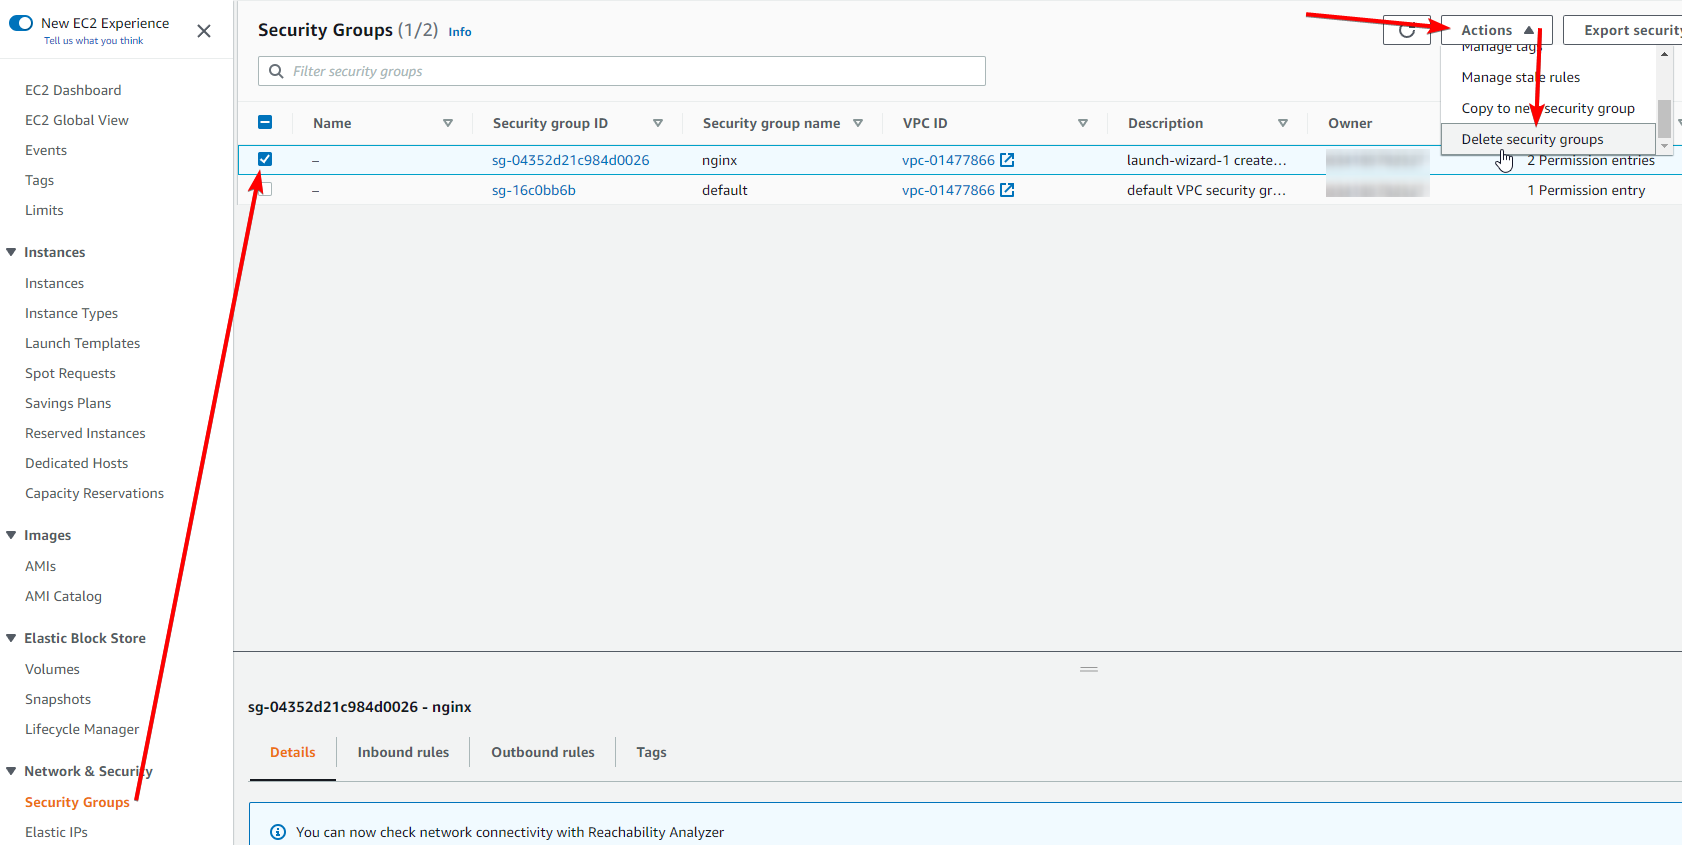 New EC2 Experience
Tell us what you think
EC2 Dashboard
EC2 Global View
Events
Tags
Limits
Instances
Instances
Instance Types
Launch Templates
Spot Requests
Savings Plans
Reserved Instances
Dedicated Hosts
Capacity Reservations
Images
AMIs
AMI Catalog
Elastic Block Store
Volumes
Snapshots
Lifecycle Manager
Network & Security
Security Groups
Elastic IPs
Security Groups (1/2) Info
Actions
Export security
Filter security groups
Manage tags
Manage stale rules
Copy to new security group
Delete security groups
Name Security group ID Security group name VPC ID Description Owner
– sg-04352d21c984d0026 nginx vpc-01477866 launch-wizard-1 create... 2 Permission entries
– sg-16c0bb6b default vpc-01477866 default VPC security gr... 1 Permission entry
sg-04352d21c984d0026 - nginx
Details Inbound rules Outbound rules Tags
You can now check network connectivity with Reachability Analyzer